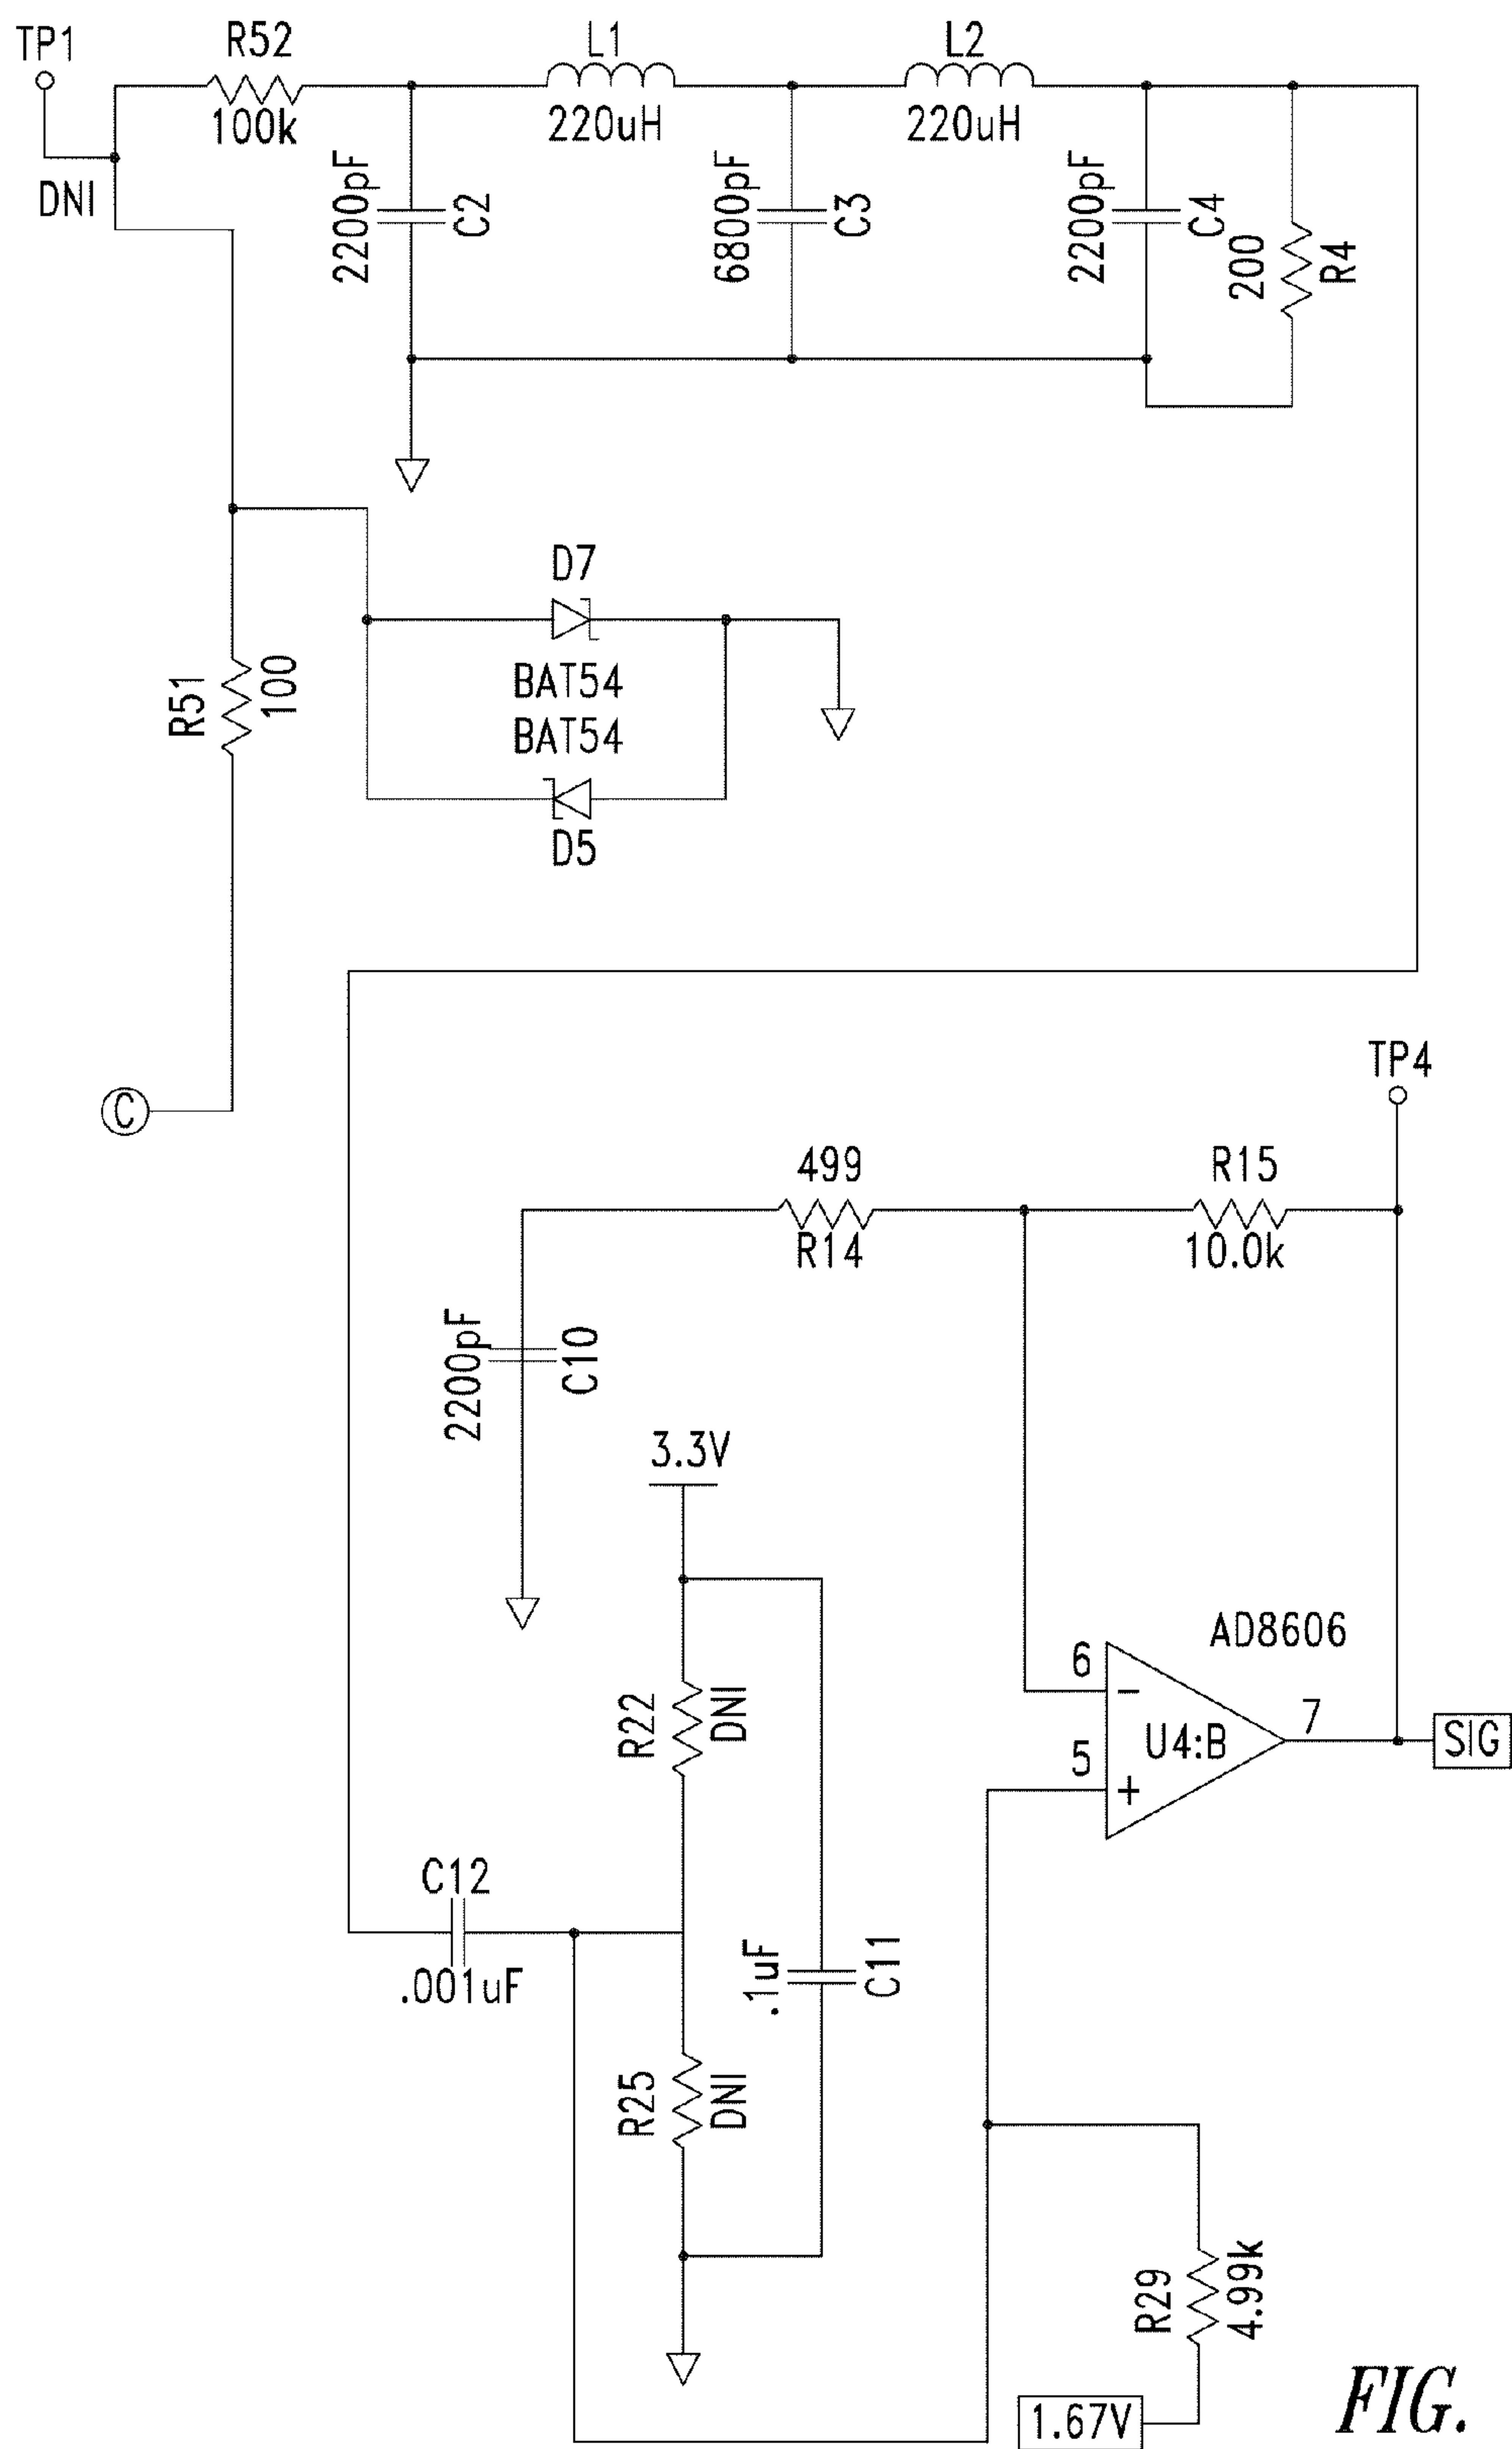 TP1
R52
100k
L1
220uH
L2
220uH
DNI
2200pF
C2
6800pF
C3
2200pF
C4
200
R4
D7
BAT54
BAT54
D5
R51
100
C
TP4
499
R14
R15
10.0k
2200pF
C10
3.3V
AD8606
6
-
5
+
U4:B
7
SIG
R22
DNI
C12
.001uF
.1uF
C11
R25
DNI
R29
4.99k
1.67V
FIG.